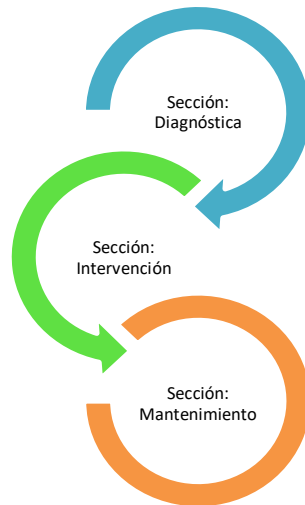 Sección:
Diagnóstica
Sección:
Intervención
Sección:
Mantenimiento